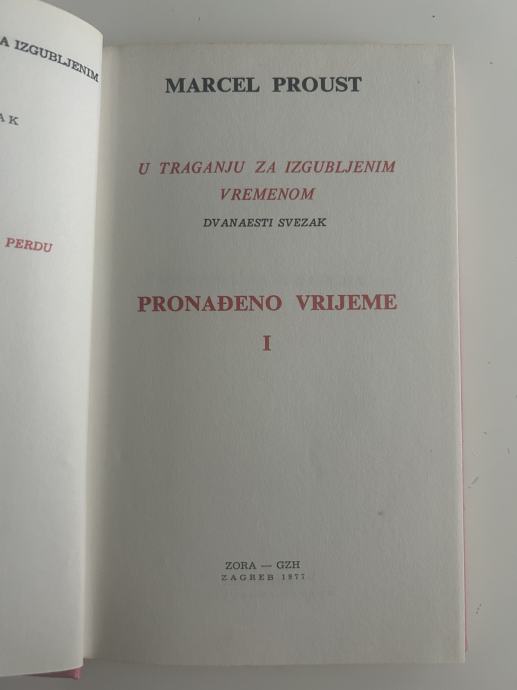 A IZGUBLJENIM
AK
PERDU
MARCEL PROUST
U TRAGANJU ZA IZGUBLJENIM
VREMENOM
DVANAESTI SVEZAK
PRONAĐENO VRIJEME
I
ZORA — GZH
ZAGREB 1977